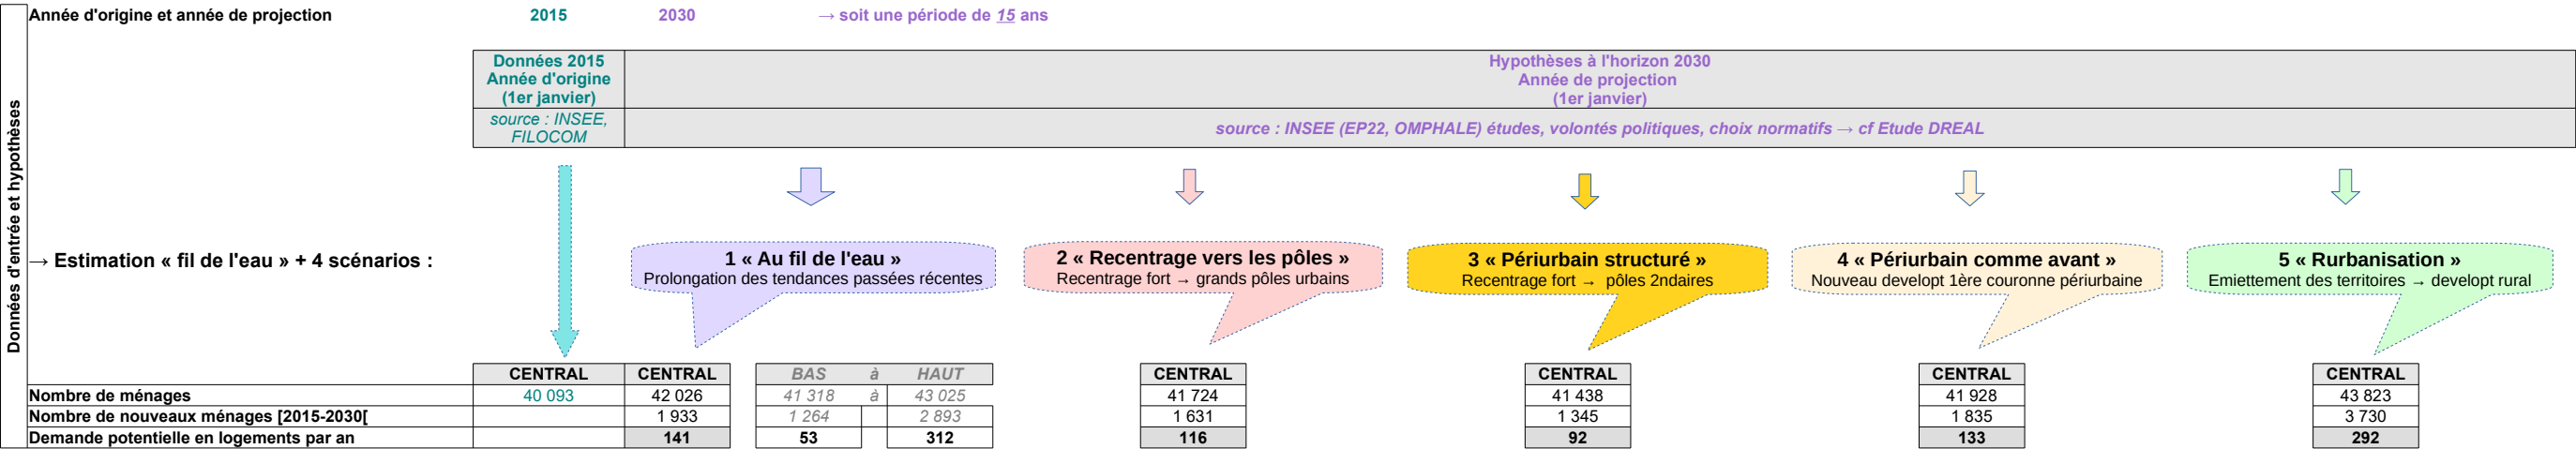 Année d'origine et année de projection 2015 2030 → soit une période de 15 ans
Données d'entrée et hypothèses
Données 2015
Année d'origine
(1er janvier)
Hypothèses à l'horizon 2030
Année de projection
(1er janvier)
source : INSEE,
FILOCOM
source : INSEE (EP22, OMPHALE) études, volontés politiques, choix normatifs → cf Etude DREAL
→ Estimation « fil de l'eau » + 4 scénarios :
1 « Au fil de l'eau »
Prolongation des tendances passées récentes
2 « Recentrage vers les pôles »
Recentrage fort → grands pôles urbains
3 « Périurbain structuré »
Recentrage fort → pôles 2ndaires
4 « Périurbain comme avant »
Nouveau developt 1ère couronne périurbaine
5 « Rurbanisation »
Emiettement des territoires → developt rural
CENTRAL CENTRAL BAS à HAUT CENTRAL CENTRAL CENTRAL CENTRAL
Nombre de ménages 40 093 42 026 41 318 à 43 025 41 724 41 438 41 928 43 823
Nombre de nouveaux ménages [2015-2030[ 1 933 1 264 2 893 1 631 1 345 1 835 3 730
Demande potentielle en logements par an 141 53 312 116 92 133 292